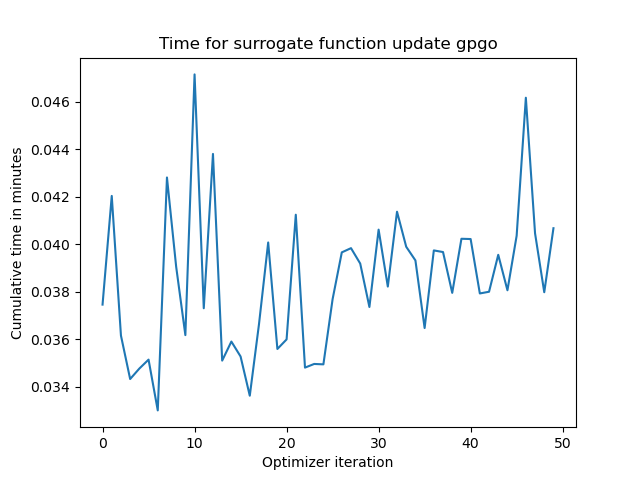 Time for surrogate function update gpgo
Cumulative time in minutes
0.046
0.044
0.042
0.040
0.038
0.036
0.034
0 10 20 30 40 50
Optimizer iteration